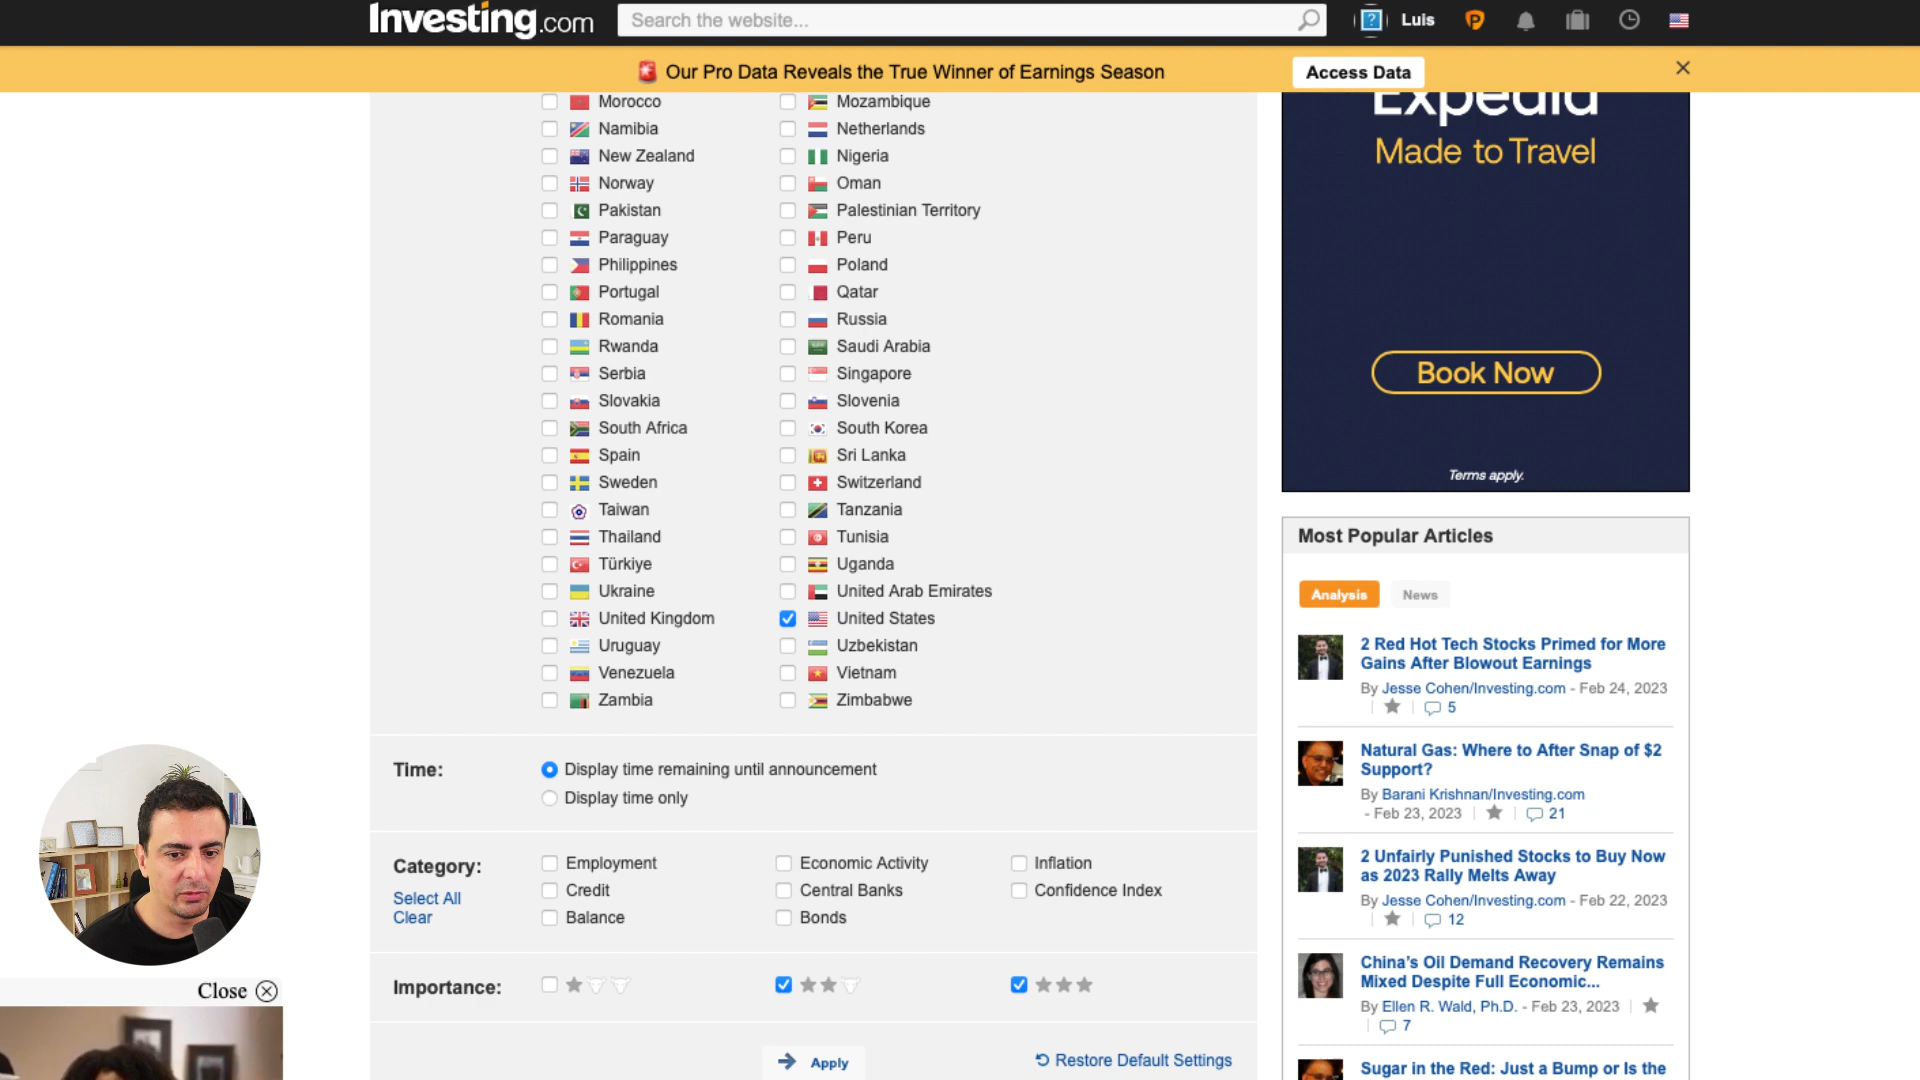 Investing.com
Search the website...
Luis
Our Pro Data Reveals the True Winner of Earnings Season
Access Data
Morocco
Mozambique
Namibia
Netherlands
New Zealand
Nigeria
Norway
Oman
Pakistan
Palestinian Territory
Paraguay
Peru
Philippines
Poland
Portugal
Qatar
Romania
Russia
Rwanda
Saudi Arabia
Serbia
Singapore
Slovakia
Slovenia
South Africa
South Korea
Spain
Sri Lanka
Sweden
Switzerland
Taiwan
Tanzania
Thailand
Tunisia
Türkiye
Uganda
Ukraine
United Arab Emirates
United Kingdom
United States
Uruguay
Uzbekistan
Venezuela
Vietnam
Zambia
Zimbabwe
Time:
Display time remaining until announcement
Display time only
Category:
Select All
Clear
Employment
Economic Activity
Inflation
Credit
Central Banks
Confidence Index
Balance
Bonds
Importance:
Apply
Restore Default Settings
Close
Expedia
Made to Travel
Book Now
Terms apply.
Most Popular Articles
Analysis
News
2 Red Hot Tech Stocks Primed for More
Gains After Blowout Earnings
By Jesse Cohen/Investing.com - Feb 24, 2023
5
Natural Gas: Where to After Snap of $2
Support?
By Barani Krishnan/Investing.com
- Feb 23, 2023
21
2 Unfairly Punished Stocks to Buy Now
as 2023 Rally Melts Away
By Jesse Cohen/Investing.com - Feb 22, 2023
12
China's Oil Demand Recovery Remains
Mixed Despite Full Economic...
By Ellen R. Wald, Ph.D. - Feb 23, 2023
7
Sugar in the Red: Just a Bump or Is the